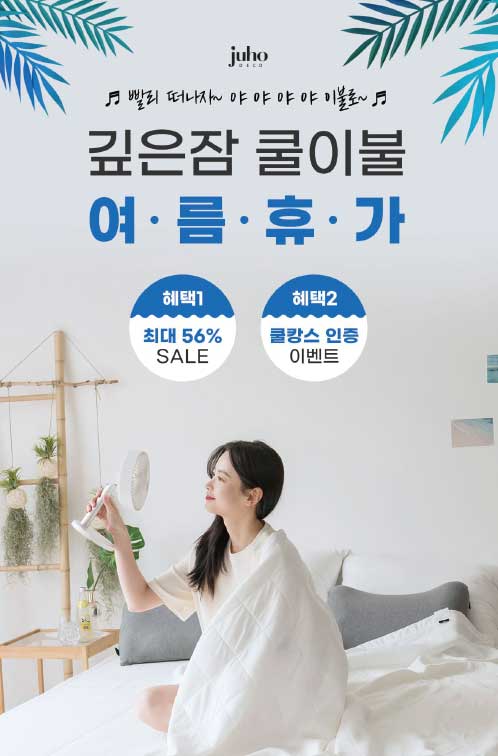 juho
DECO
♬ 빨리 떠나자~ 야 야 야 야 이불로~ ♬
깊은잠 쿨이불
여·름·휴·가
혜택1
최대 56%
SALE
혜택2
쿨캉스 인증
이벤트